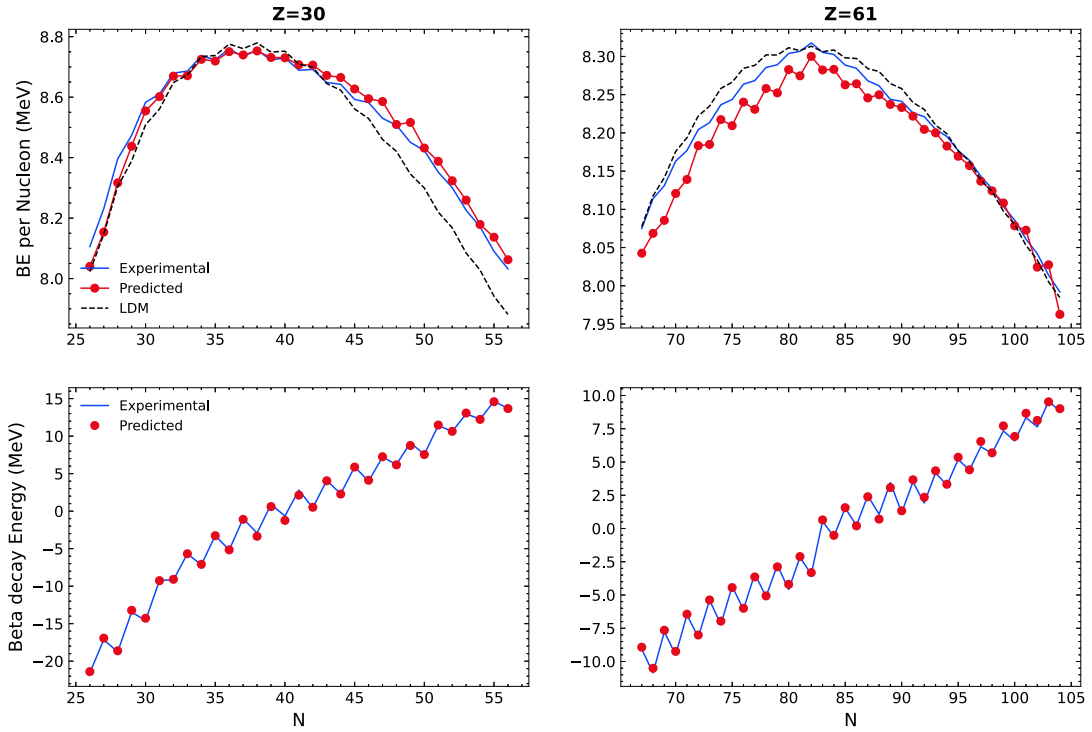 Z=30
Z=61
BE per Nucleon (MeV)
8.8
8.6
8.4
8.2
8.0
Experimental
Predicted
LDM
25 30 35 40 45 50 55
8.30
8.25
8.20
8.15
8.10
8.05
8.00
7.95
70 75 80 85 90 95 100 105
Beta decay Energy (MeV)
15
10
5
0
−5
−10
−15
−20
Experimental
Predicted
25 30 35 40 45 50 55
N
10.0
7.5
5.0
2.5
0.0
−2.5
−5.0
−7.5
−10.0
70 75 80 85 90 95 100 105
N